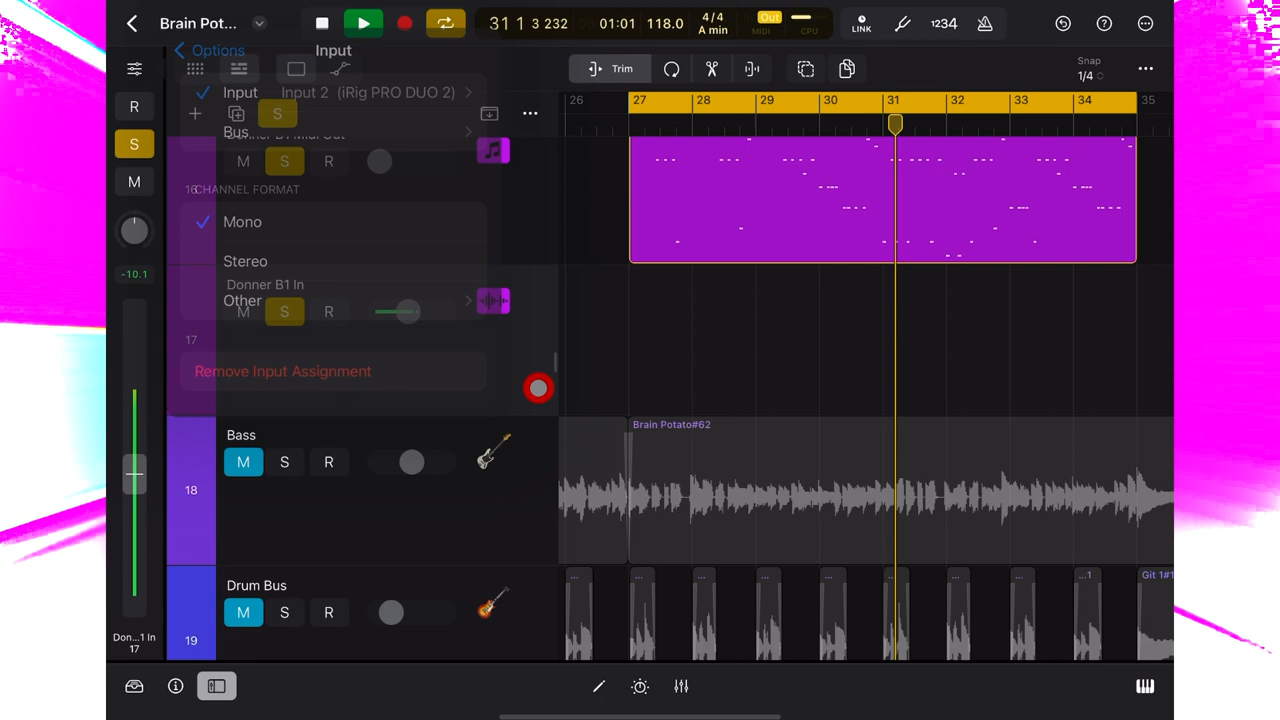 Brain Pot...
31 1 3 232
01:01
118.0
4/4
A min
Out
MIDI
CPU
LINK
1234
Options
Input
Trim
Snap
1/4
R
S
M
-10.1
Don...1 In
17
Input
Input 2 (iRig PRO DUO 2)
S
Bus
Donner B1 Midi Out
M
S
R
16
CHANNEL FORMAT
Mono
Stereo
Donner B1 In
Other
M
S
R
17
Remove Input Assignment
26
27
28
29
30
31
32
33
34
35
Bass
M
S
R
18
Brain Potato#62
Drum Bus
M
S
R
19
...
...
...
...
...
...
...
...
...1
Git 1#1